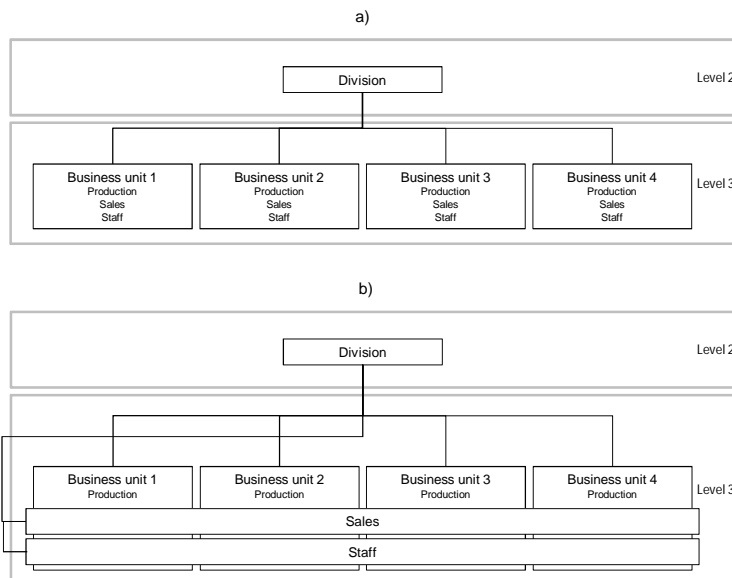 a)
Division
Level 2
Business unit 1
Production
Sales
Staff
Business unit 2
Production
Sales
Staff
Business unit 3
Production
Sales
Staff
Business unit 4
Production
Sales
Staff
Level 3
b)
Division
Level 2
Business unit 1
Production
Business unit 2
Production
Business unit 3
Production
Business unit 4
Production
Level 3
Sales
Staff